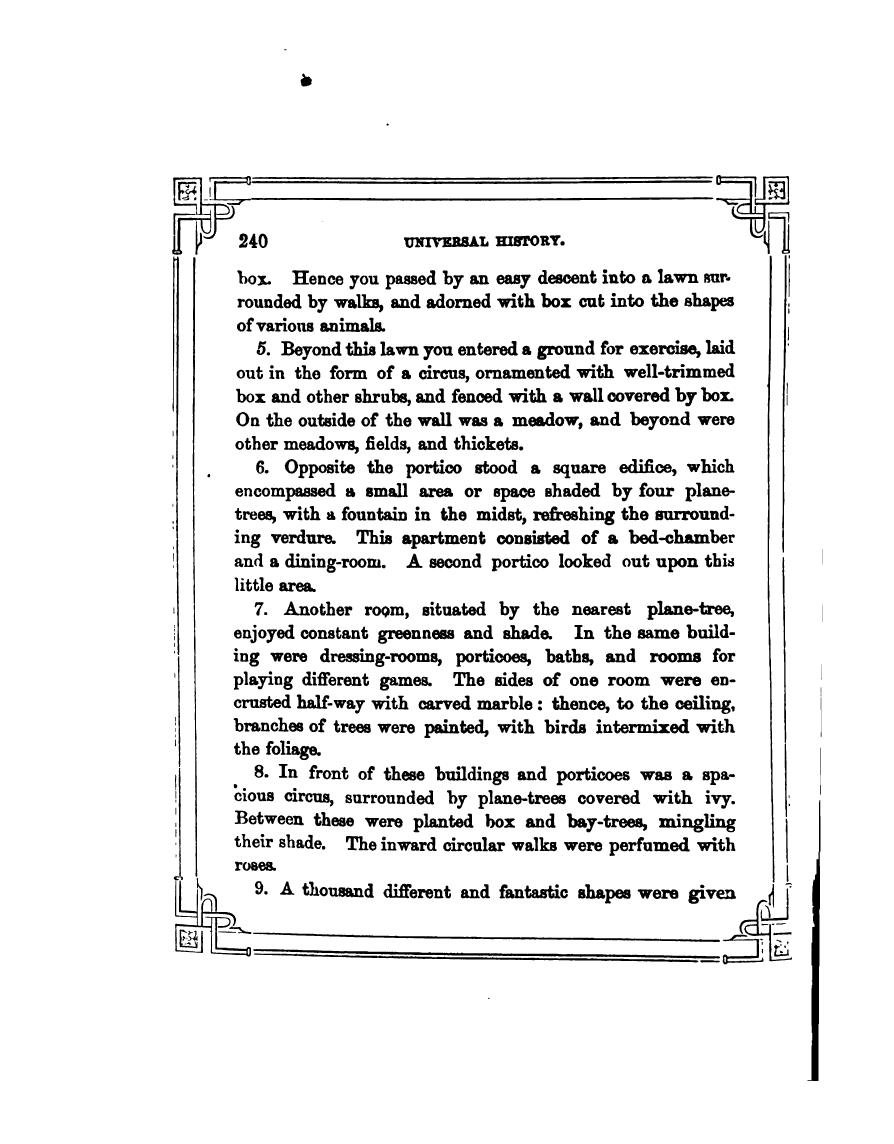 240 UNIVERSAL HISTORY.
box. Hence you passed by an easy descent into a lawn sur-
rounded by walks, and adorned with box cut into the shapes
of various animals.
5. Beyond this lawn you entered a ground for exercise, laid
out in the form of a circus, ornamented with well-trimmed
box and other shrubs, and fenced with a wall covered by box.
On the outside of the wall was a meadow, and beyond were
other meadows, fields, and thickets.
6. Opposite the portico stood a square edifice, which
encompassed a small area or space shaded by four plane-
trees, with a fountain in the midst, refreshing the surround-
ing verdure. This apartment consisted of a bed-chamber
and a dining-room. A second portico looked out upon this
little area.
7. Another room, situated by the nearest plane-tree,
enjoyed constant greenness and shade. In the same build-
ing were dressing-rooms, porticoes, baths, and rooms for
playing different games. The sides of one room were en-
crusted half-way with carved marble : thence, to the ceiling,
branches of trees were painted, with birds intermixed with
the foliage.
8. In front of these buildings and porticoes was a spa-
cious circus, surrounded by plane-trees covered with ivy.
Between these were planted box and bay-trees, mingling
their shade. The inward circular walks were perfumed with
roses.
9. A thousand different and fantastic shapes were given